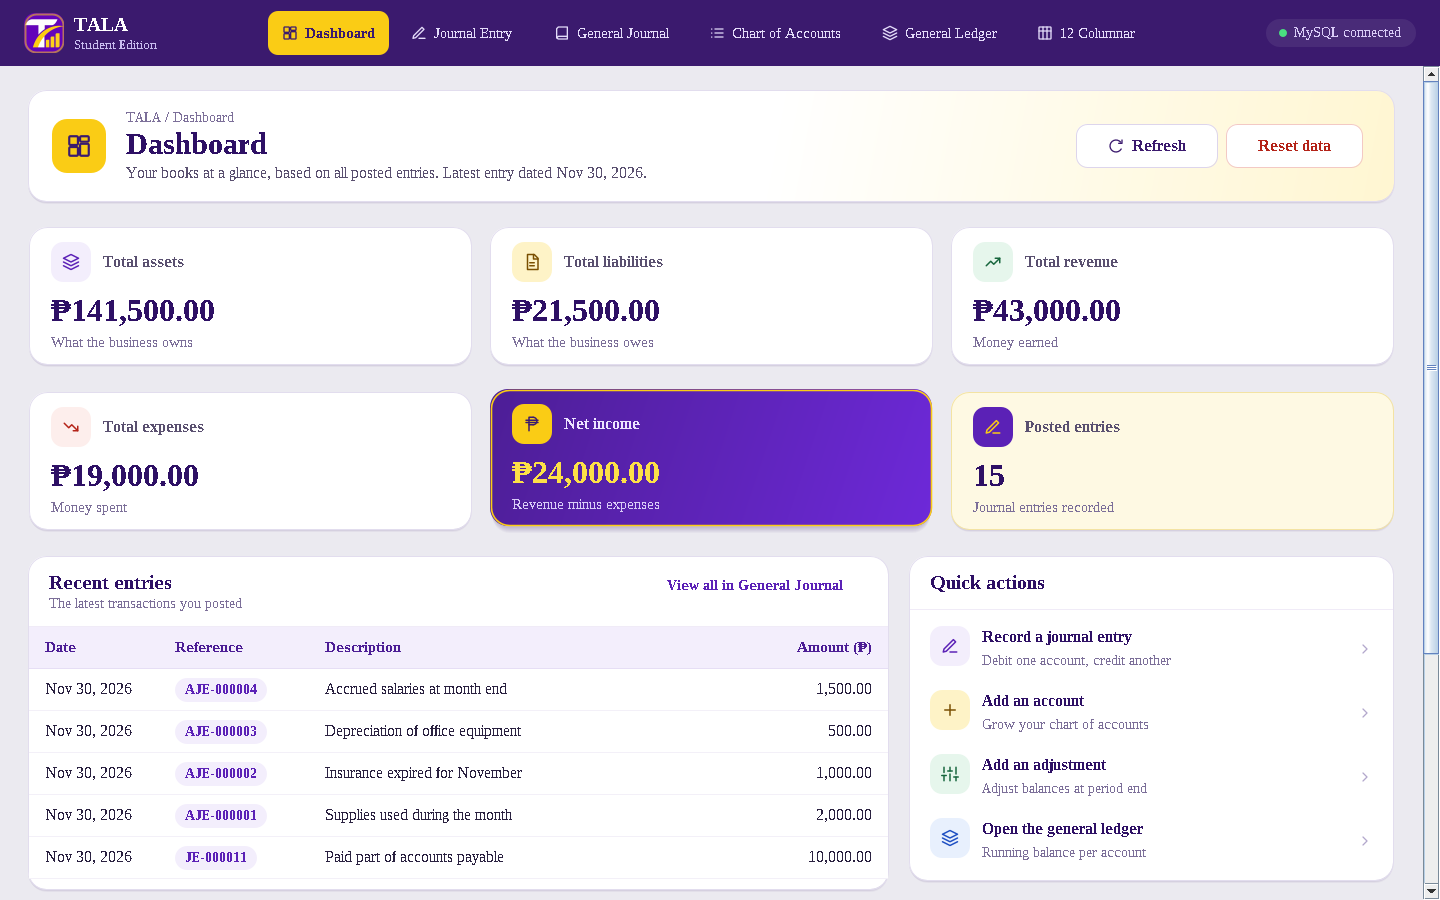 TALA
Student Edition
Dashboard
Journal Entry
General Journal
Chart of Accounts
General Ledger
12 Columnar
MySQL connected
TALA / Dashboard
Dashboard
Your books at a glance, based on all posted entries. Latest entry dated Nov 30, 2026.
Refresh
Reset data
Total assets
₱141,500.00
What the business owns
Total liabilities
₱21,500.00
What the business owes
Total revenue
₱43,000.00
Money earned
Total expenses
₱19,000.00
Money spent
₱
Net income
₱24,000.00
Revenue minus expenses
Posted entries
15
Journal entries recorded
Recent entries
The latest transactions you posted
View all in General Journal
Date Reference Description Amount (₱)
Nov 30, 2026 AJE-000004 Accrued salaries at month end 1,500.00
Nov 30, 2026 AJE-000003 Depreciation of office equipment 500.00
Nov 30, 2026 AJE-000002 Insurance expired for November 1,000.00
Nov 30, 2026 AJE-000001 Supplies used during the month 2,000.00
Nov 30, 2026 JE-000011 Paid part of accounts payable 10,000.00
Quick actions
Record a journal entry
Debit one account, credit another
Add an account
Grow your chart of accounts
Add an adjustment
Adjust balances at period end
Open the general ledger
Running balance per account